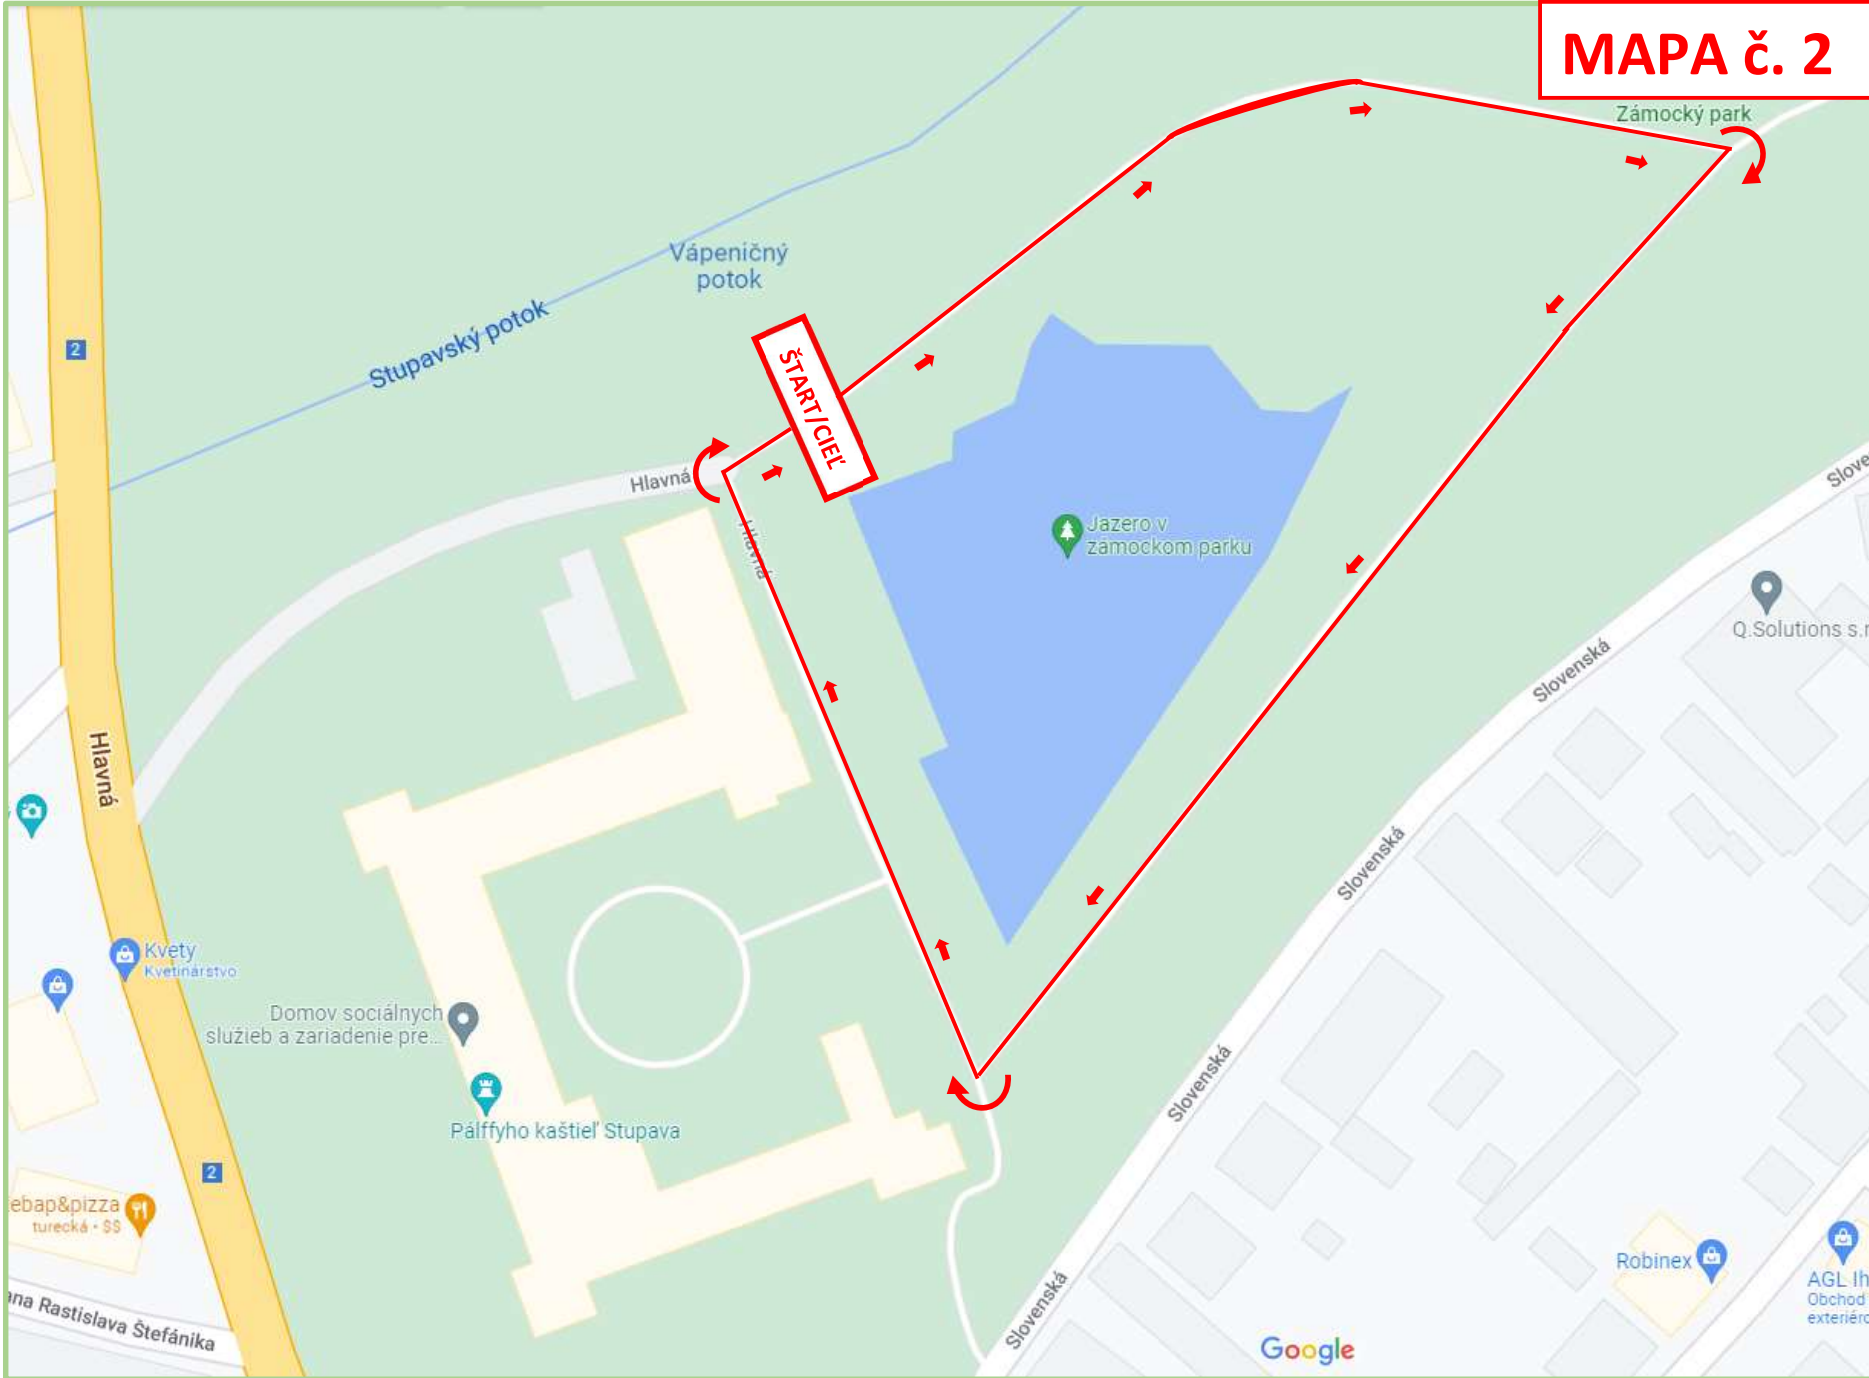 MAPA č. 2
Zámocký park
Vápeničný
potok
Stupavský potok
2
ŠTART/CIEĽ
Hlavná
Hlavná
Jazero v
zámockom parku
Slove
Q.Solutions s.r
Slovenská
Hlavná
Slovenská
Kvety
Kvetinárstvo
Domov sociálnych
služieb a zariadenie pre...
Slovenská
Pálffyho kaštieľ Stupava
2
ebap&pizza
turecká · $$
Robinex
AGL Ih
Obchod
exteriéro
ana Rastislava Štefánika
Slovenská
Google